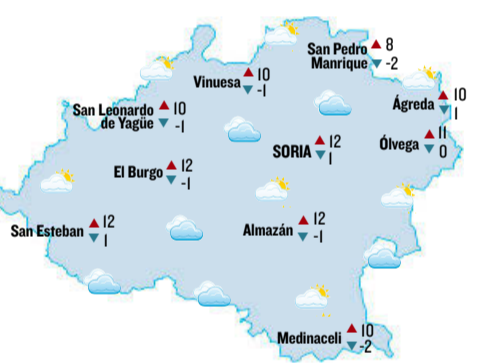 San Pedro
Manrique
8
-2
Vinuesa
10
-1
Ágreda
10
1
San Leonardo
de Yagüe
10
-1
Ólvega
11
0
SORIA
12
1
El Burgo
12
-1
San Esteban
12
1
Almazán
12
-1
Medinaceli
10
-2